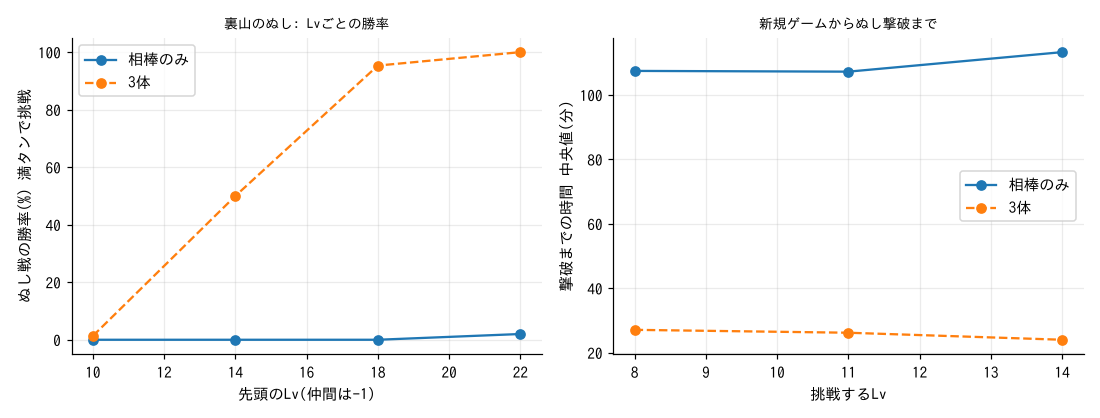 裏山のぬし: Lvごとの勝率
相棒のみ
3体
ぬし戦の勝率(%) 満タンで挑戦
100
80
60
40
20
0
10
12
14
16
18
20
22
先頭のLv(仲間は-1)
新規ゲームからぬし撃破まで
撃破までの時間 中央値(分)
100
80
60
40
20
相棒のみ
3体
8
9
10
11
12
13
14
挑戦するLv